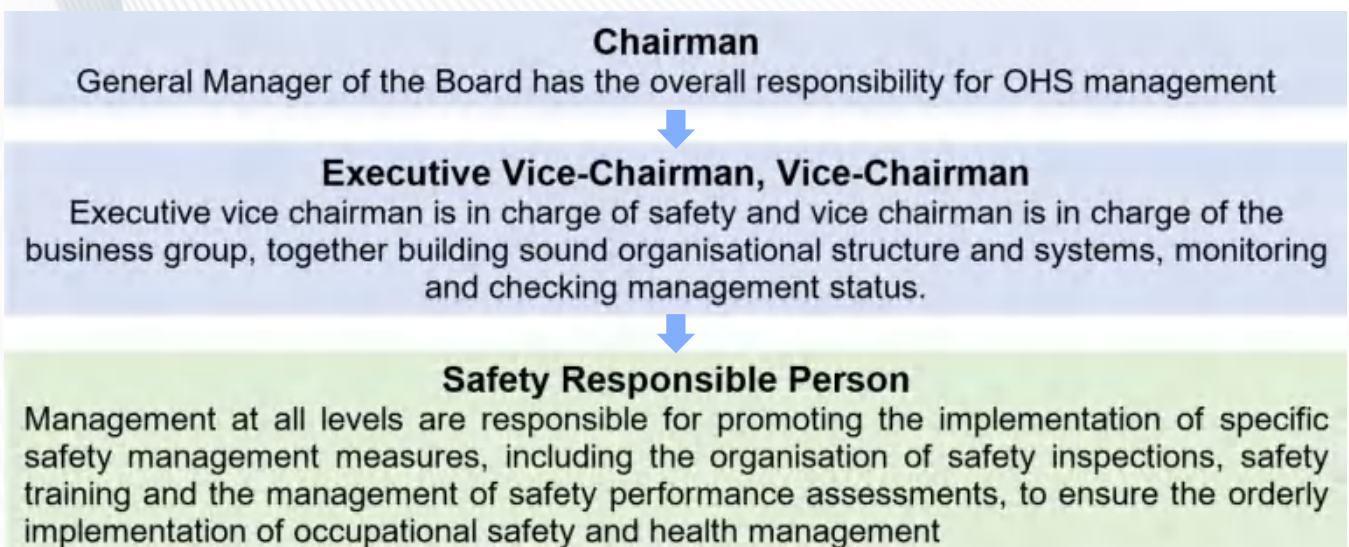 Chairman
General Manager of the Board has the overall responsibility for OHS management
Executive Vice-Chairman, Vice-Chairman
Executive vice chairman is in charge of safety and vice chairman is in charge of the
business group, together building sound organisational structure and systems, monitoring
and checking management status.
Safety Responsible Person
Management at all levels are responsible for promoting the implementation of specific
safety management measures, including the organisation of safety inspections, safety
training and the management of safety performance assessments, to ensure the orderly
implementation of occupational safety and health management